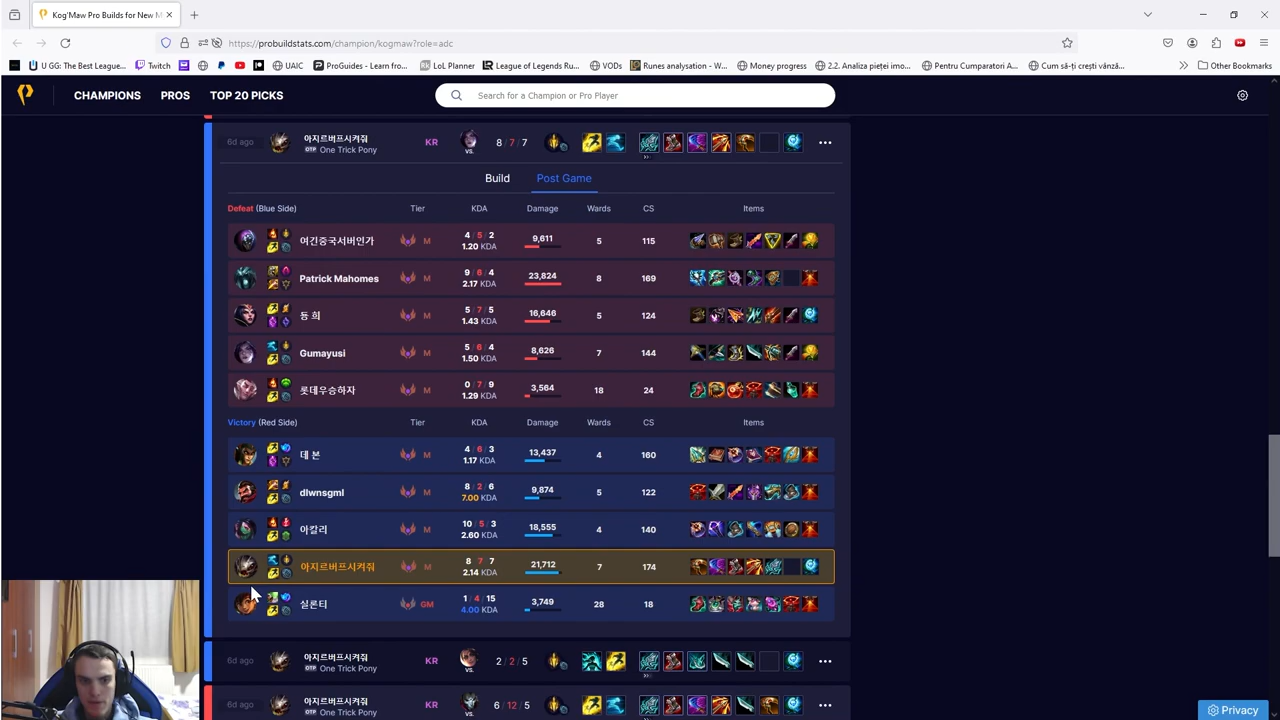 Kog'Maw Pro Builds for New M
https://probuildstats.com/champion/kogmaw?role=adc
U GG: The Best League...
Twitch
UAIC
ProGuides - Learn fro...
LoL Planner
League of Legends Ru...
VODs
Runes analysation - W...
Money progress
2.2. Analiza pieței imo...
Pentru Cumparatori A...
Cum să-ți crești vânză...
Other Bookmarks
CHAMPIONS
PROS
TOP 20 PICKS
Search for a Champion or Pro Player
6d ago
아지르버프시켜줘
OTP One Trick Pony
KR
vs.
8 / 7 / 7
Build
Post Game
Defeat (Blue Side) Tier KDA Damage Wards CS Items
여긴중국서버인가 M 4 / 5 / 2 9,611 5 115
1.20 KDA
Patrick Mahomes M 9 / 6 / 4 23,824 8 169
2.17 KDA
등 희 M 5 / 7 / 5 16,646 5 124
1.43 KDA
Gumayusi M 5 / 6 / 4 8,626 7 144
1.50 KDA
롯데우승하자 M 0 / 7 / 9 3,564 18 24
1.29 KDA
Victory (Red Side) Tier KDA Damage Wards CS Items
데 본 M 4 / 6 / 3 13,437 4 160
1.17 KDA
dlwnsgml M 8 / 2 / 6 9,874 5 122
7.00 KDA
아칼리 M 10 / 5 / 3 18,555 4 140
2.60 KDA
아지르버프시켜줘 M 8 / 7 / 7 21,712 7 174
2.14 KDA
실론티 GM 1 / 4 / 15 3,749 28 18
4.00 KDA
6d ago
아지르버프시켜줘
OTP One Trick Pony
KR
vs.
2 / 2 / 5
6d ago
아지르버프시켜줘
OTP One Trick Pony
KR
vs.
6 / 12 / 5
Privacy